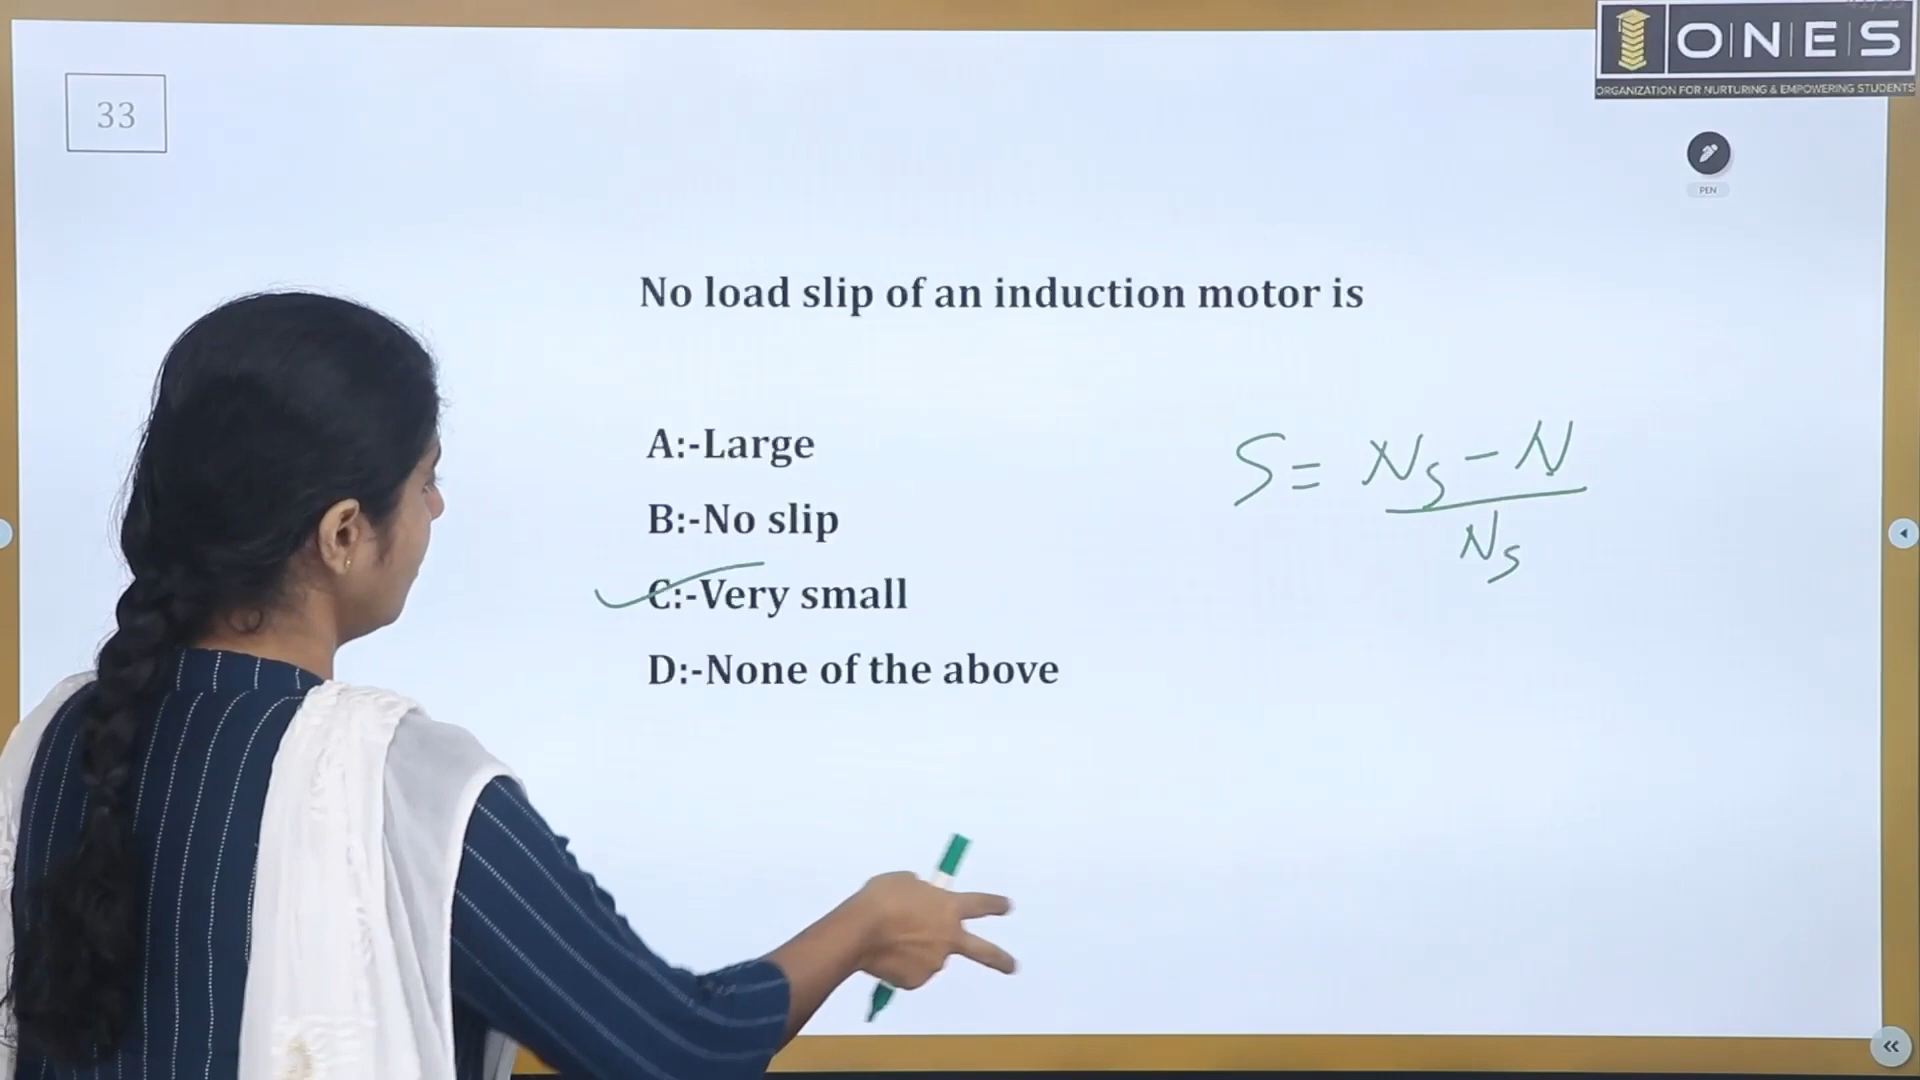 O|N|E|S
ORGANIZATION FOR NURTURING & EMPOWERING STUDENTS
33
PEN
No load slip of an induction motor is
A:-Large
B:-No slip
C:-Very small
D:-None of the above
S = Ns - N
Ns